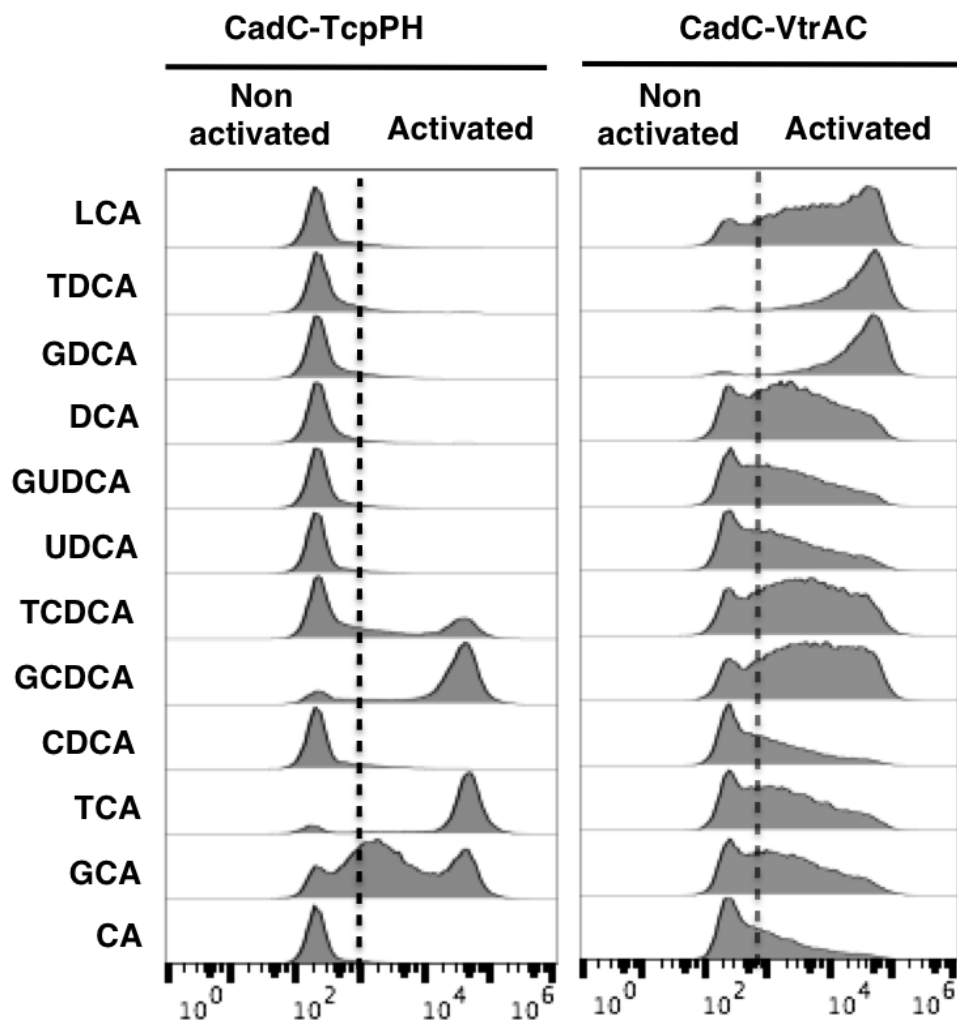 CadC-TcpPH
CadC-VtrAC
Non
activated
Activated
Non
activated
Activated
LCA
TDCA
GDCA
DCA
GUDCA
UDCA
TCDCA
GCDCA
CDCA
TCA
GCA
CA
10^0 10^2 10^4 10^6
10^0 10^2 10^4 10^6